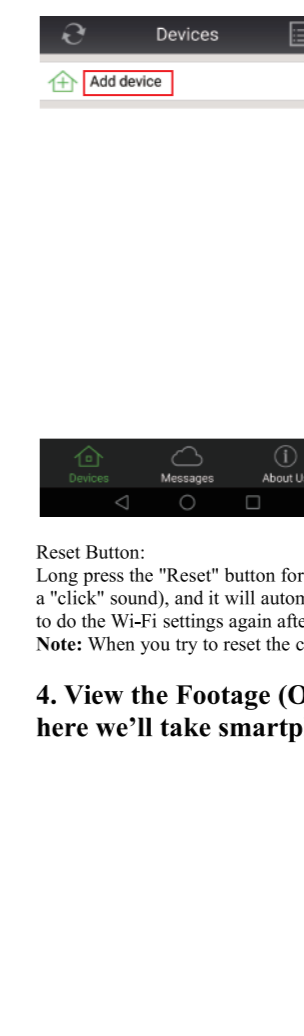 Devices
Add device
Devices Messages About U
Reset Button:
Long press the "Reset" button for
a "click" sound), and it will autom
to do the Wi-Fi settings again afte
Note: When you try to reset the c
4. View the Footage (O
here we’ll take smartp